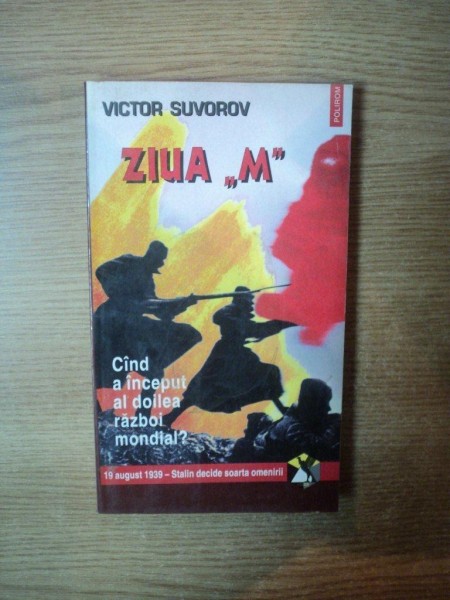 POLIROM
VICTOR SUVOROV
ZIUA „M”
Cînd
a început
al doilea
război
mondial?
19 august 1939 – Stalin decide soarta omenirii